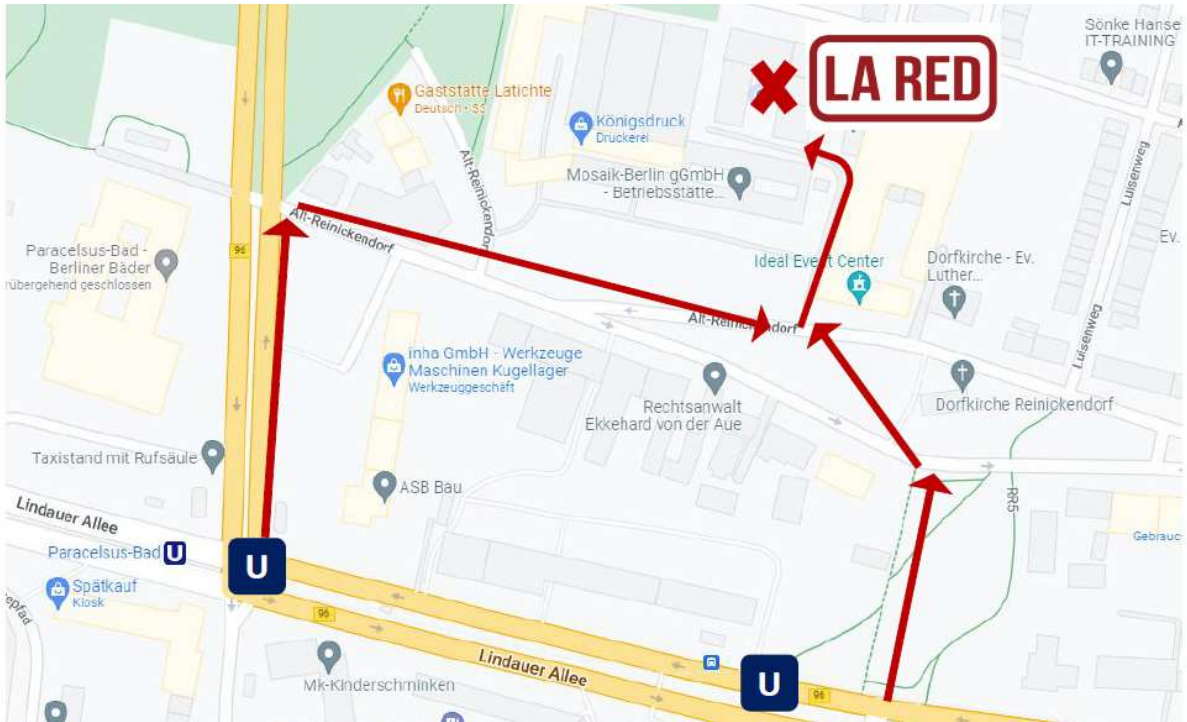 Sönke Hanse
IT-TRAINING
LA RED
Gaststätte Latichte
Deutsch • $$
Königsdruck
Druckerei
Alt-Reinickendorf
Mosaik-Berlin gGmbH
- Betriebsstätte...
Luisenweg
Alt-Reinickendorf
96
Paracelsus-Bad -
Berliner Bäder
rübergehend geschlossen
Ev.
Ideal Event Center
Dorfkirche - Ev.
Luther...
Alt-Reinickendorf
Luisenweg
inha GmbH - Werkzeuge
Maschinen Kugellager
Werkzeuggeschäft
Rechtsanwalt
Ekkehard von der Aue
Dorfkirche Reinickendorf
Taxistand mit Rufsäule
ASB Bau
RR5
Lindauer Allee
Gebrauc
Paracelsus-Bad U
U
Spätkauf
Kiosk
epfad
96
Lindauer Allee
Mk-Kinderschminken
U
96